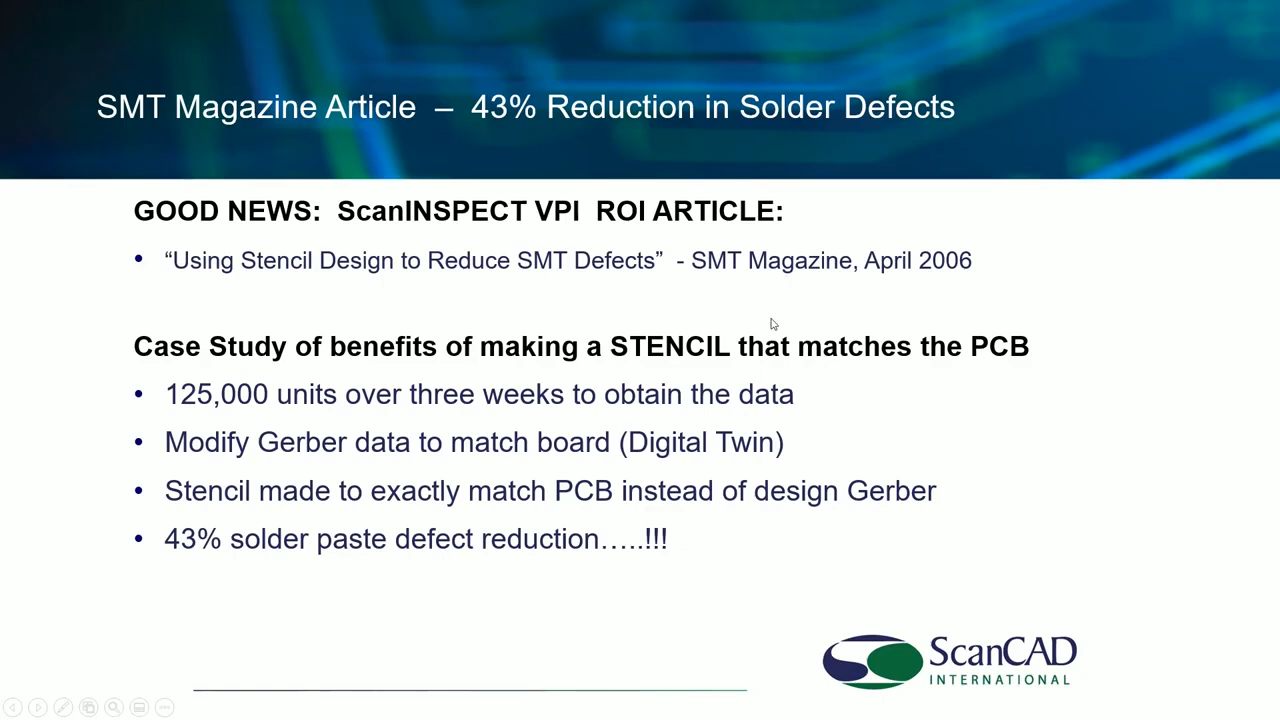 SMT Magazine Article – 43% Reduction in Solder Defects
GOOD NEWS: ScanINSPECT VPI ROI ARTICLE:
• “Using Stencil Design to Reduce SMT Defects” - SMT Magazine, April 2006
Case Study of benefits of making a STENCIL that matches the PCB
• 125,000 units over three weeks to obtain the data
• Modify Gerber data to match board (Digital Twin)
• Stencil made to exactly match PCB instead of design Gerber
• 43% solder paste defect reduction…..!!!
ScanCAD
INTERNATIONAL